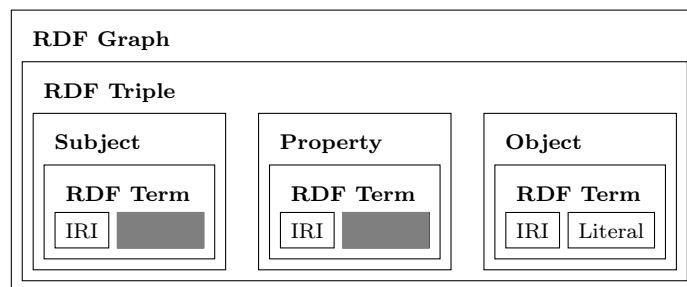 RDF Graph
RDF Triple
Subject Property Object
RDF Term RDF Term RDF Term
IRI IRI IRI Literal